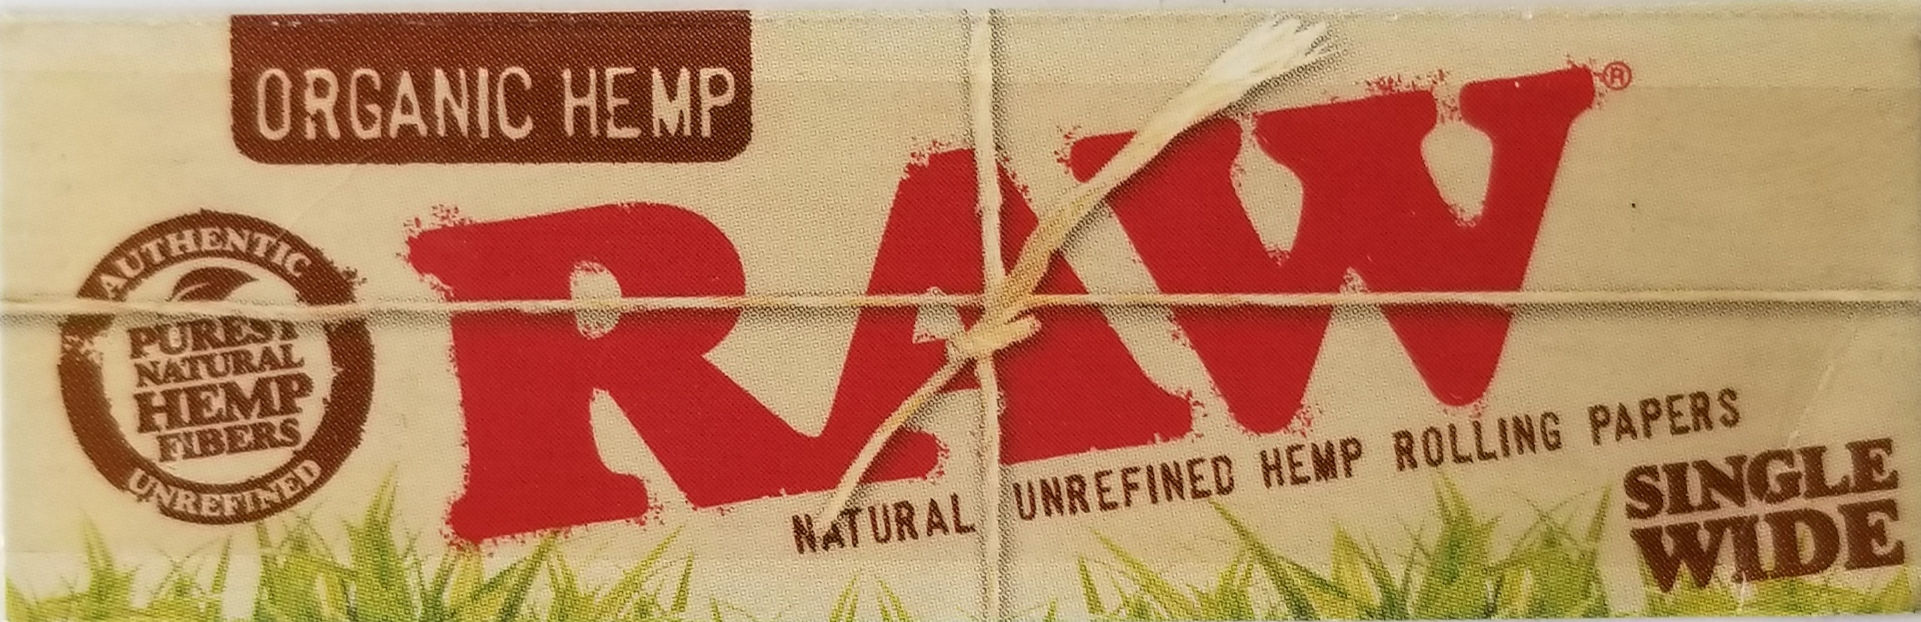 ORGANIC HEMP
RAW®
AUTHENTIC
PUREST
NATURAL
HEMP
FIBERS
UNREFINED
NATURAL UNREFINED HEMP ROLLING PAPERS
SINGLE
WIDE